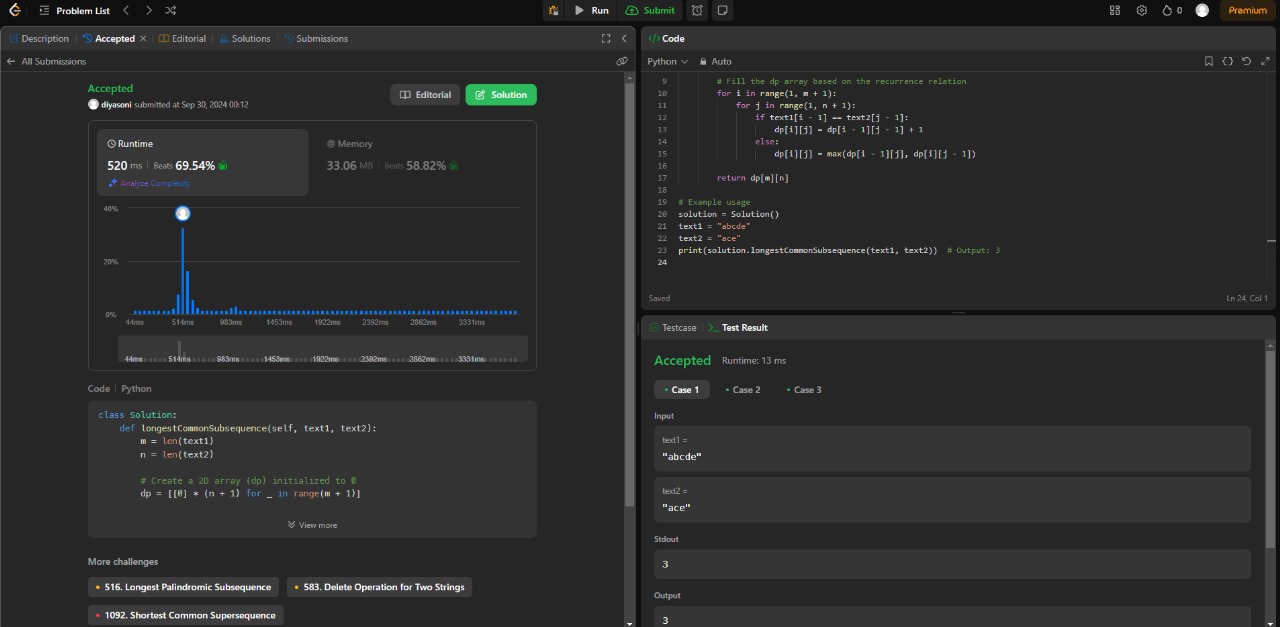 Problem List
Run
Submit
0
Premium
Description
Accepted
Editorial
Solutions
Submissions
All Submissions
Accepted
diyasoni submitted at Sep 30, 2024 00:12
Editorial
Solution
Runtime
520 ms | Beats 69.54%
Analyze Complexity
Memory
33.06 MB | Beats 58.82%
40%
20%
0%
44ms 514ms 983ms 1453ms 1922ms 2392ms 2862ms 3331ms
44ms 514ms 983ms 1453ms 1922ms 2392ms 2862ms 3331ms
Code | Python
class Solution:
def longestCommonSubsequence(self, text1, text2):
m = len(text1)
n = len(text2)
# Create a 2D array (dp) initialized to 0
dp = [[0] * (n + 1) for _ in range(m + 1)]
View more
More challenges
516. Longest Palindromic Subsequence
583. Delete Operation for Two Strings
1092. Shortest Common Supersequence
</> Code
Python
Auto
9 # Fill the dp array based on the recurrence relation
10 for i in range(1, m + 1):
11 for j in range(1, n + 1):
12 if text1[i - 1] == text2[j - 1]:
13 dp[i][j] = dp[i - 1][j - 1] + 1
14 else:
15 dp[i][j] = max(dp[i - 1][j], dp[i][j - 1])
16
17 return dp[m][n]
18
19 # Example usage
20 solution = Solution()
21 text1 = "abcde"
22 text2 = "ace"
23 print(solution.longestCommonSubsequence(text1, text2)) # Output: 3
24
Saved
Ln 24, Col 1
Testcase
>_ Test Result
Accepted
Runtime: 13 ms
• Case 1
• Case 2
• Case 3
Input
text1 =
"abcde"
text2 =
"ace"
Stdout
3
Output
3